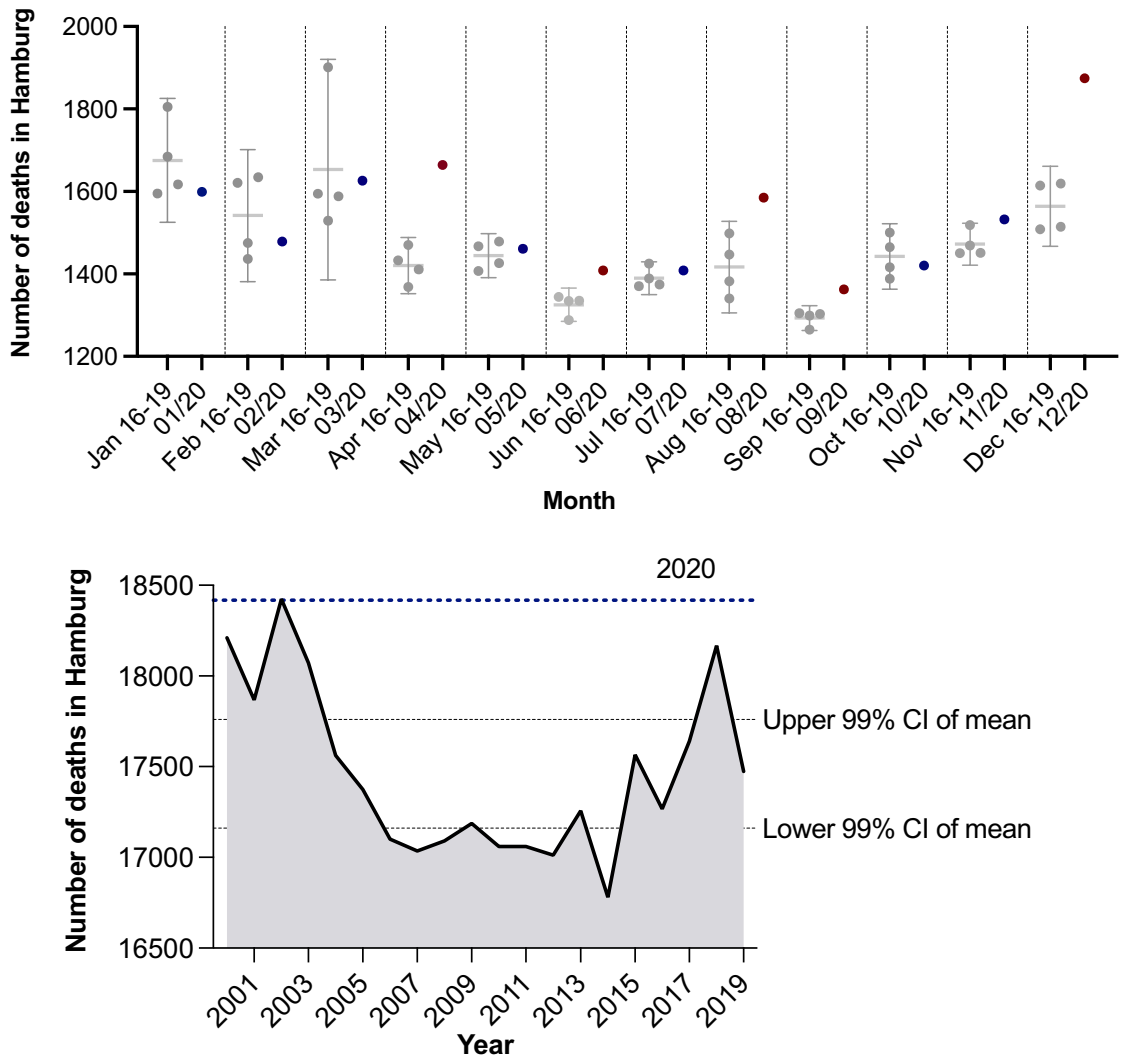 Number of deaths in Hamburg
2000
1800
1600
1400
1200
Jan 16-19
01/20
Feb 16-19
02/20
Mar 16-19
03/20
Apr 16-19
04/20
May 16-19
05/20
Jun 16-19
06/20
Jul 16-19
07/20
Aug 16-19
08/20
Sep 16-19
09/20
Oct 16-19
10/20
Nov 16-19
11/20
Dec 16-19
12/20
Month
Number of deaths in Hamburg
2020
18500
18000
17500
17000
16500
Upper 99% CI of mean
Lower 99% CI of mean
2001
2003
2005
2007
2009
2011
2013
2015
2017
2019
Year